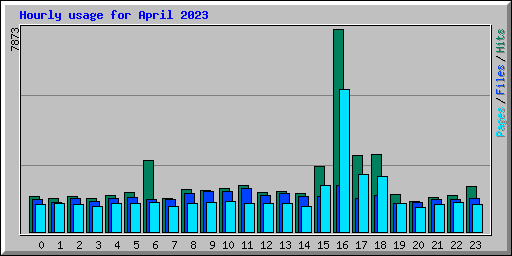 Hourly usage for April 2023
7873
Pages/Files/Hits
0 1 2 3 4 5 6 7 8 9 10 11 12 13 14 15 16 17 18 19 20 21 22 23